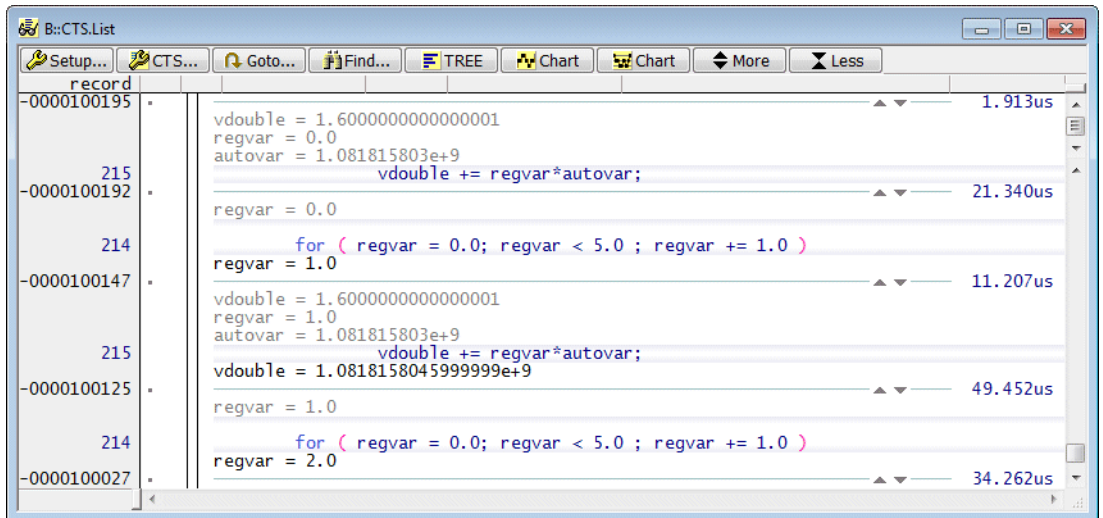 B::CTS.List
Setup... CTS... Goto... Find... TREE Chart Chart More Less
record
-0000100195 1.913us
vdouble = 1.6000000000000001
regvar = 0.0
autovar = 1.081815803e+9
215 vdouble += regvar*autovar;
-0000100192 21.340us
regvar = 0.0
214 for ( regvar = 0.0; regvar < 5.0 ; regvar += 1.0 )
regvar = 1.0
-0000100147 11.207us
vdouble = 1.6000000000000001
regvar = 1.0
autovar = 1.081815803e+9
215 vdouble += regvar*autovar;
vdouble = 1.0818158045999999e+9
-0000100125 49.452us
regvar = 1.0
214 for ( regvar = 0.0; regvar < 5.0 ; regvar += 1.0 )
regvar = 2.0
-0000100027 34.262us